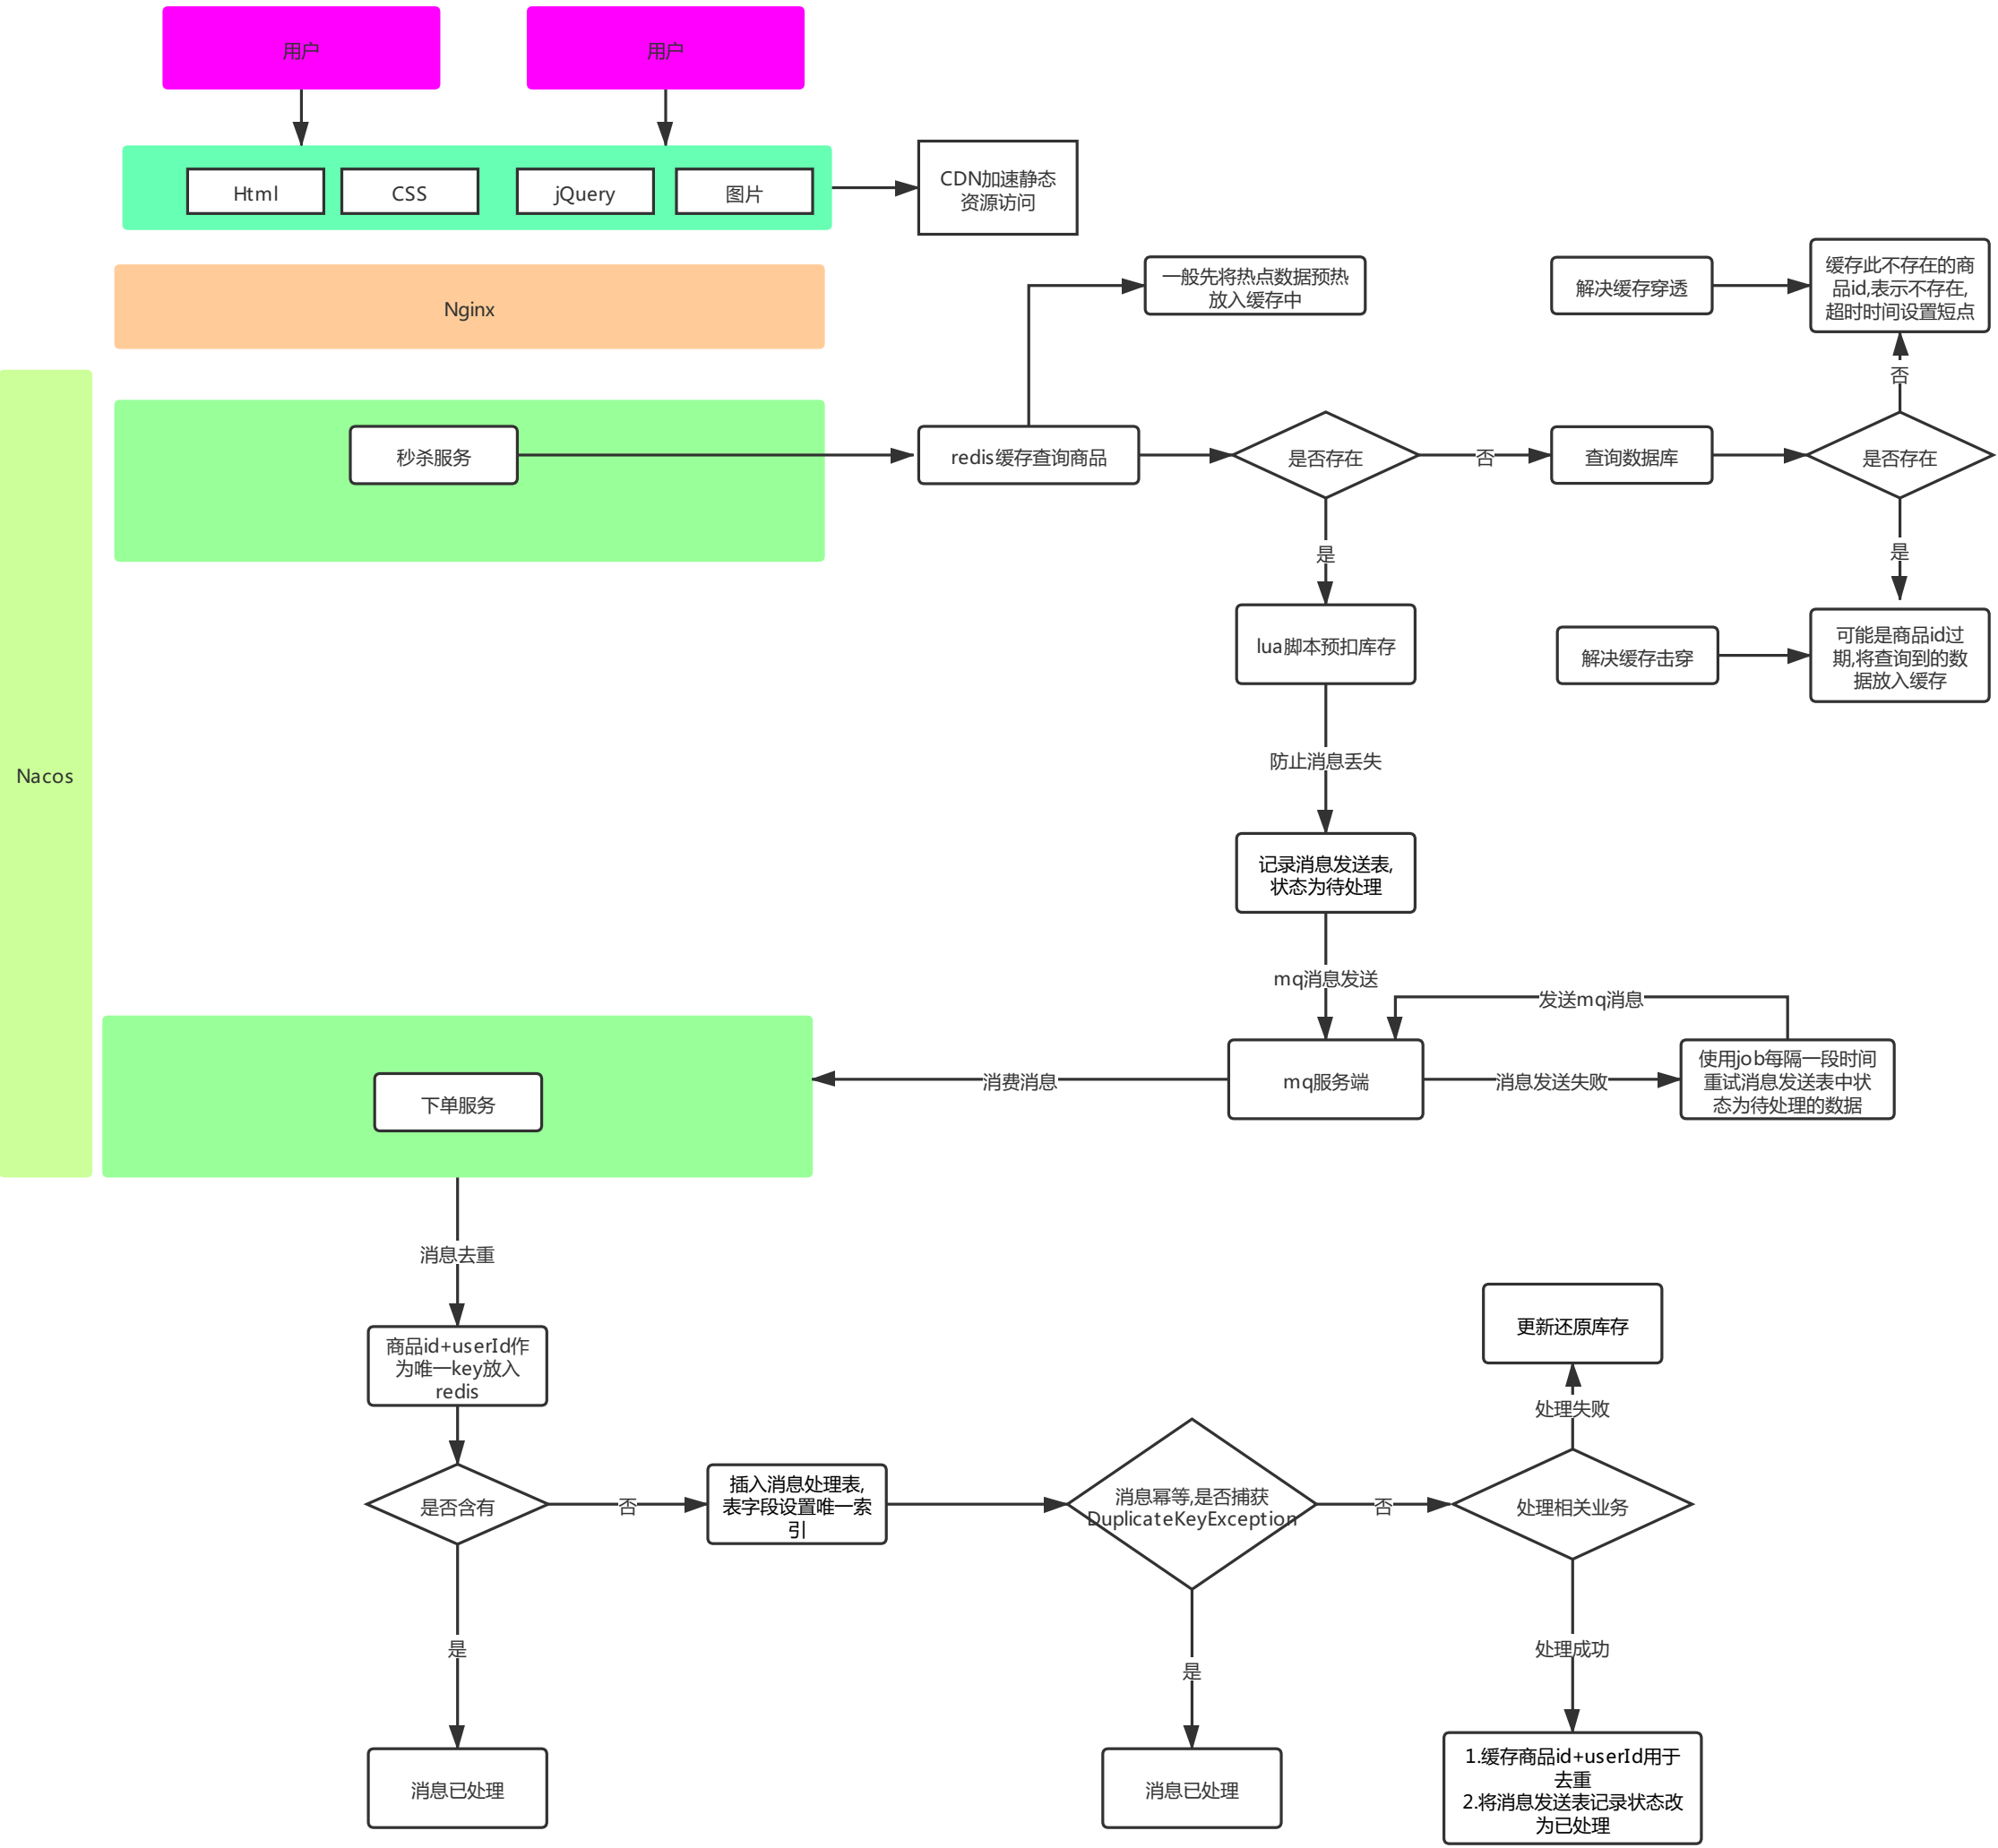 用户
用户
Html
CSS
jQuery
图片
CDN加速静态
资源访问
Nginx
一般先将热点数据预热
放入缓存中
解决缓存穿透
缓存此不存在的商
品id,表示不存在,
超时时间设置短点
否
秒杀服务
redis缓存查询商品
是否存在
否
查询数据库
是否存在
是
是
lua脚本预扣库存
解决缓存击穿
可能是商品id过
期,将查询到的数
据放入缓存
Nacos
防止消息丢失
记录消息发送表,
状态为待处理
mq消息发送
发送mq消息
下单服务
消费消息
mq服务端
消息发送失败
使用job每隔一段时间
重试消息发送表中状
态为待处理的数据
消息去重
商品id+userId作
为唯一key放入
redis
更新还原库存
处理失败
是否含有
否
插入消息处理表,
表字段设置唯一索
引
消息幂等,是否捕获
DuplicateKeyException
否
处理相关业务
是
是
处理成功
消息已处理
消息已处理
1.缓存商品id+userId用于
去重
2.将消息发送表记录状态改
为已处理